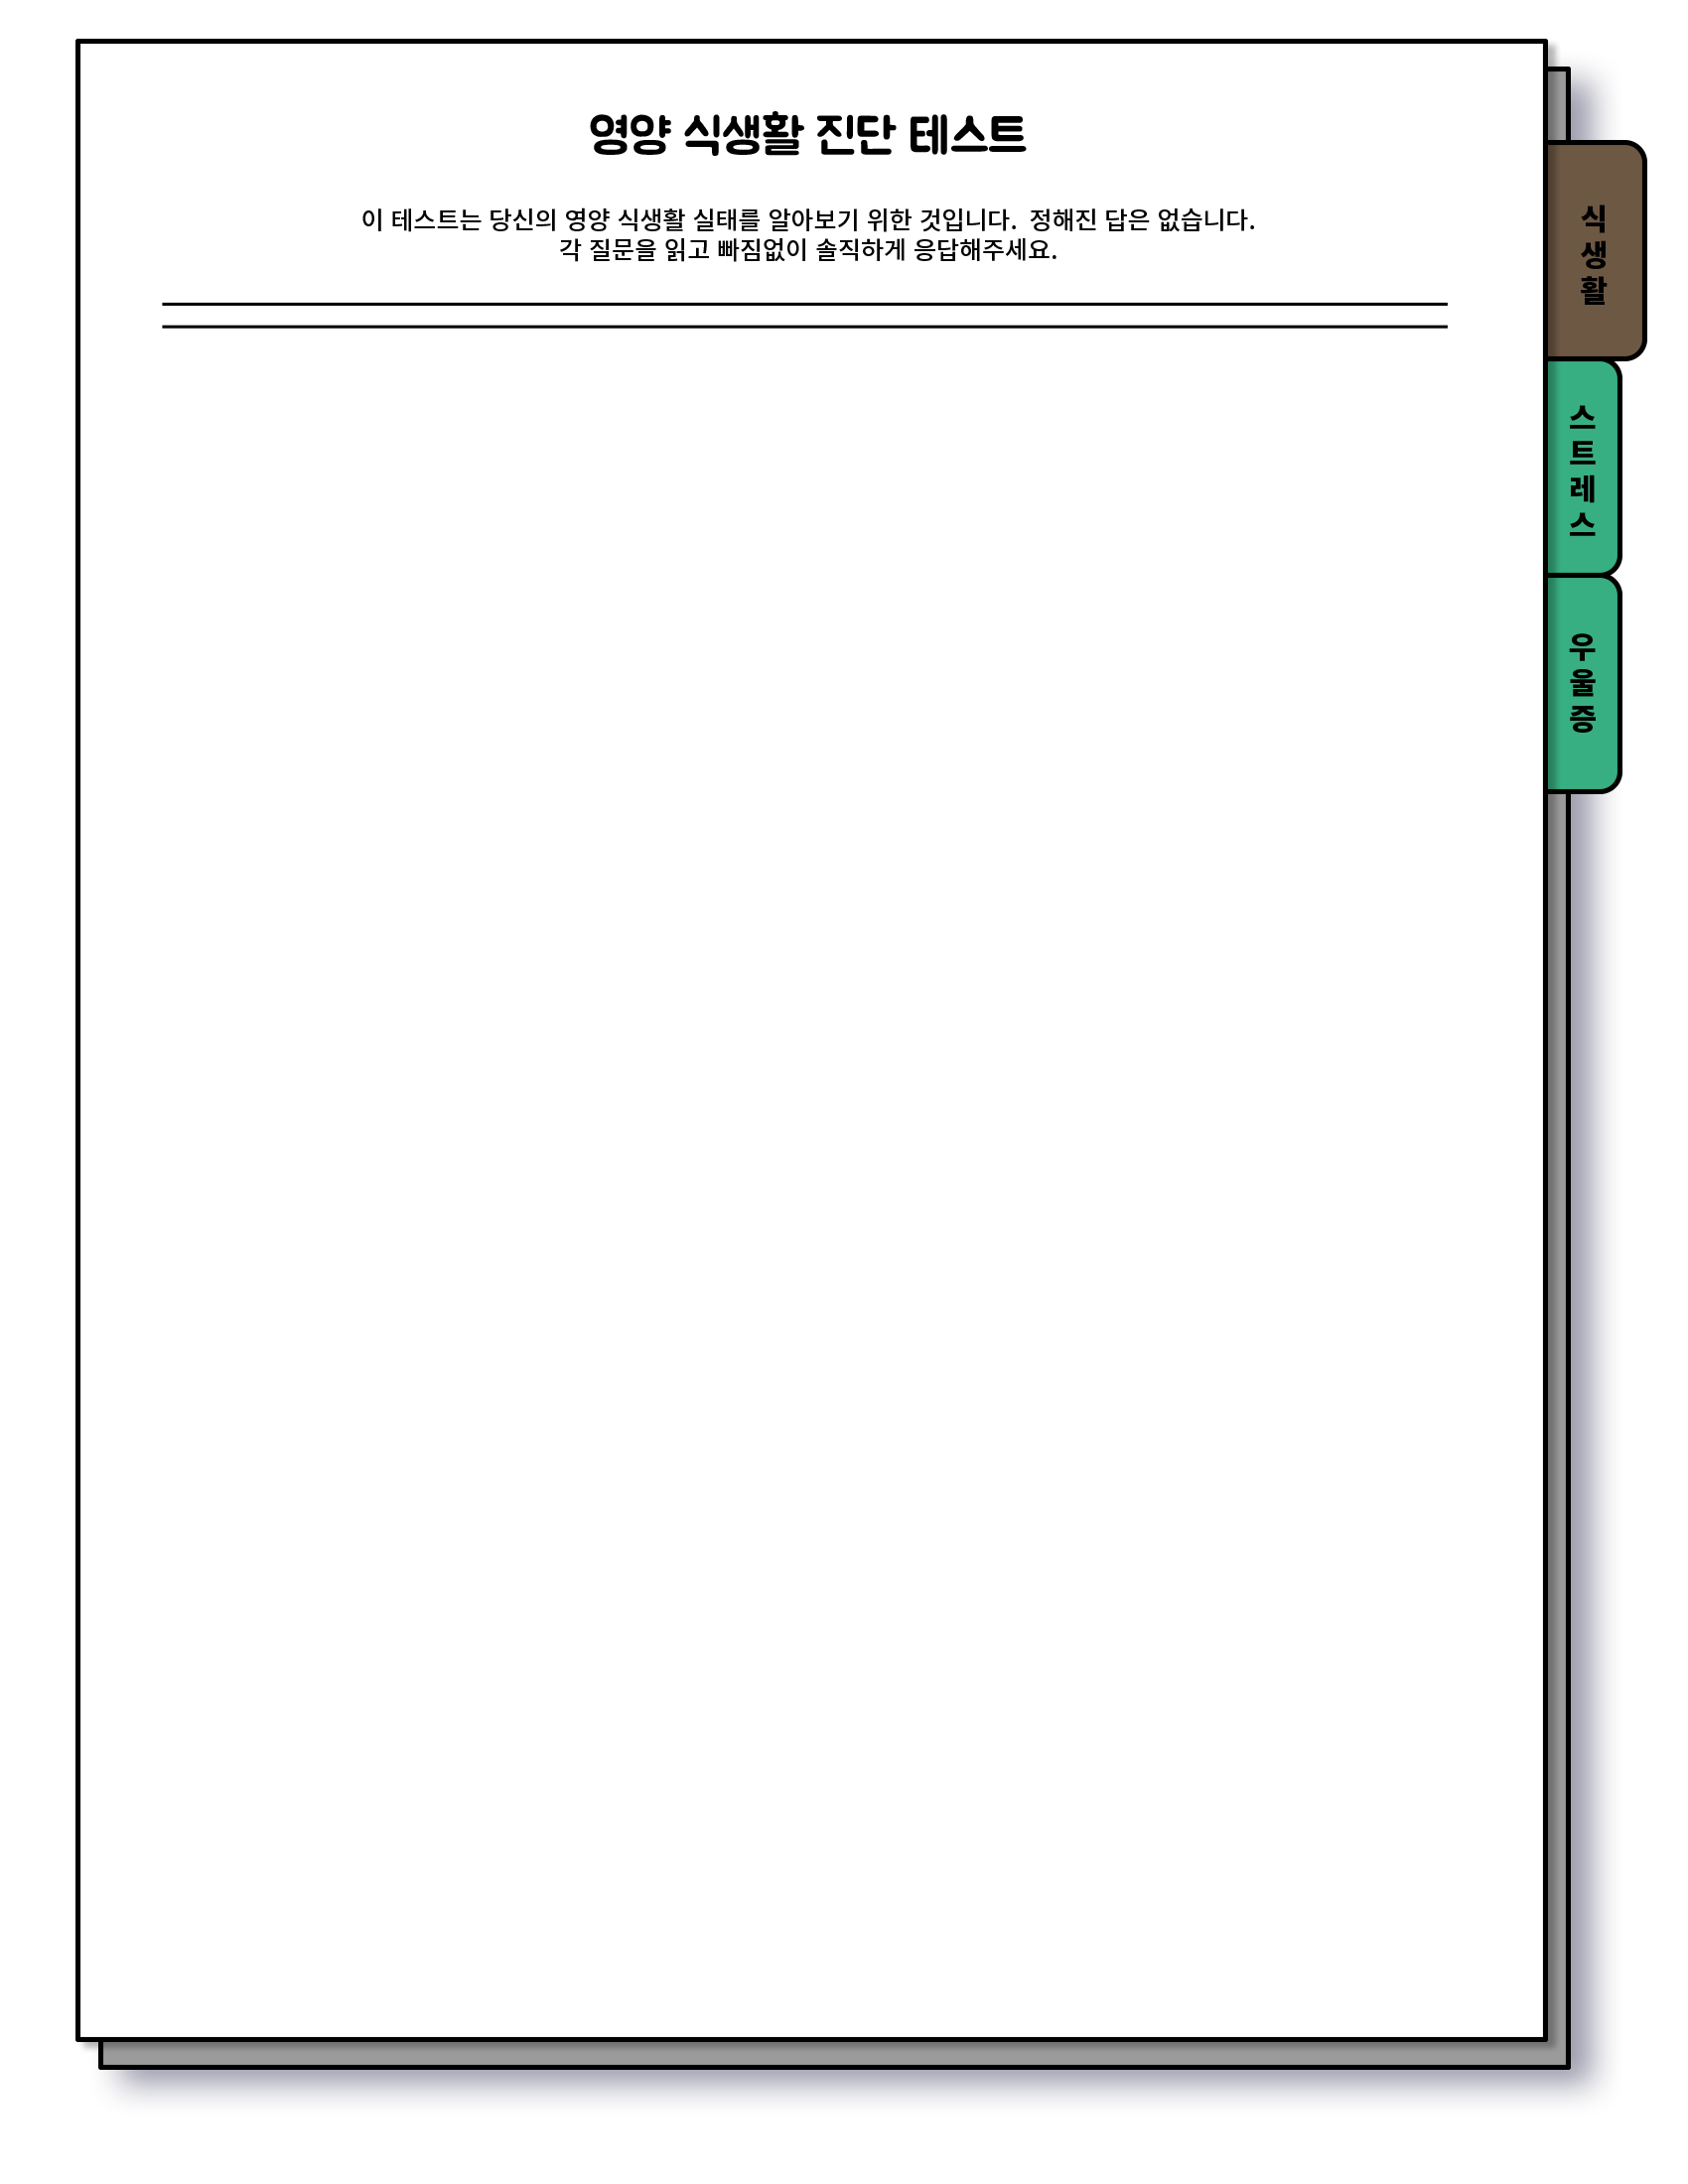 영양 식생활 진단 테스트
이 테스트는 당신의 영양 식생활 실태를 알아보기 위한 것입니다. 정해진 답은 없습니다.
각 질문을 읽고 빠짐없이 솔직하게 응답해주세요.
식생활
스트레스
우울증